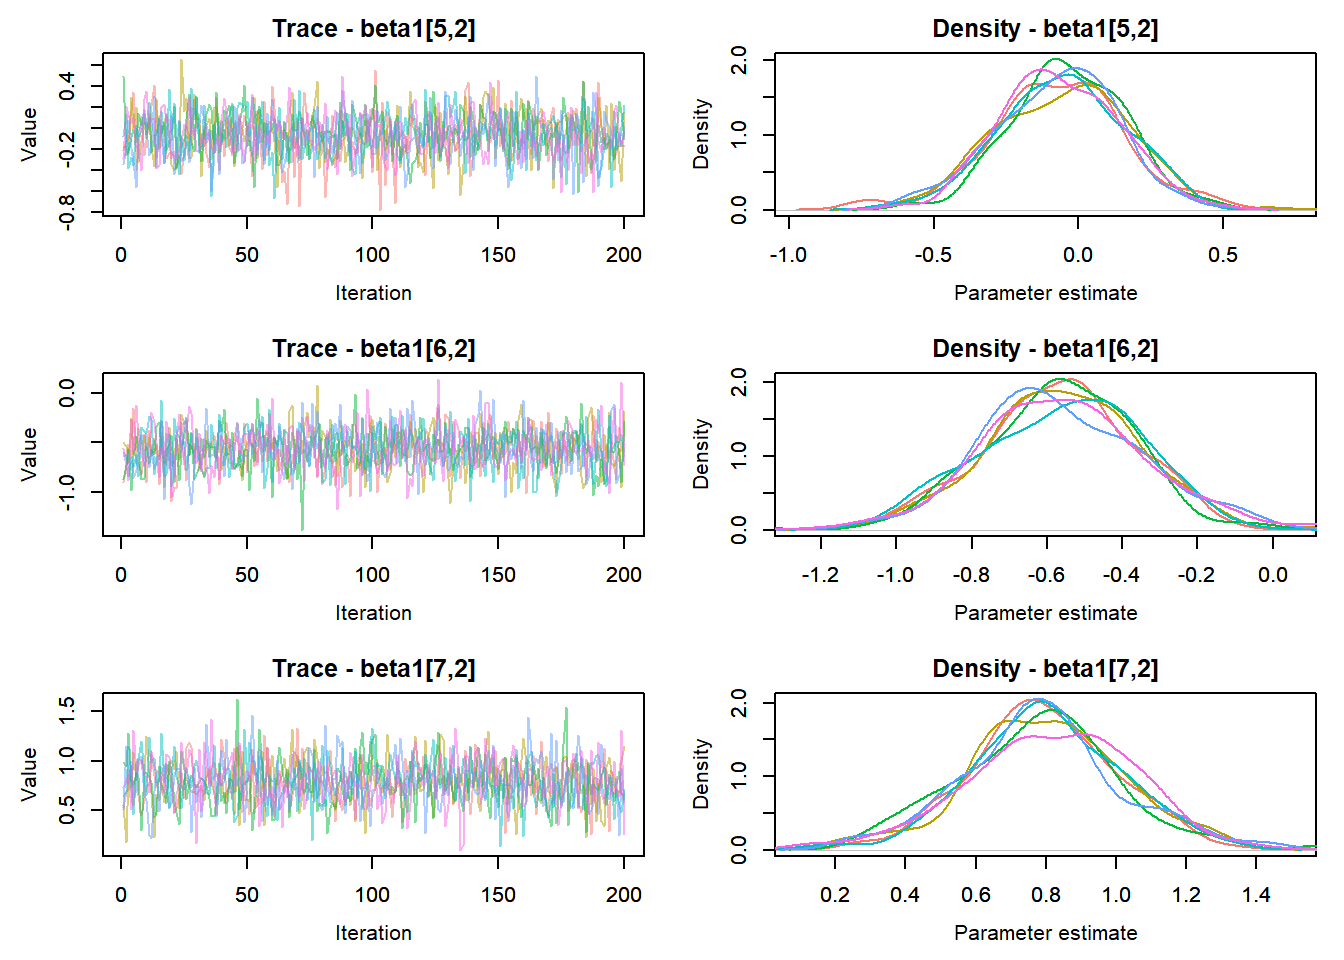 Trace - beta1[5,2]
Value
0.4
-0.2
-0.8
0 50 100 150 200
Iteration
Density - beta1[5,2]
Density
2.0
1.0
0.0
-1.0 -0.5 0.0 0.5
Parameter estimate
Trace - beta1[6,2]
Value
0.0
-1.0
0 50 100 150 200
Iteration
Density - beta1[6,2]
Density
2.0
1.0
0.0
-1.2 -1.0 -0.8 -0.6 -0.4 -0.2 0.0
Parameter estimate
Trace - beta1[7,2]
Value
1.5
1.0
0.5
0 50 100 150 200
Iteration
Density - beta1[7,2]
Density
2.0
1.0
0.0
0.2 0.4 0.6 0.8 1.0 1.2 1.4
Parameter estimate